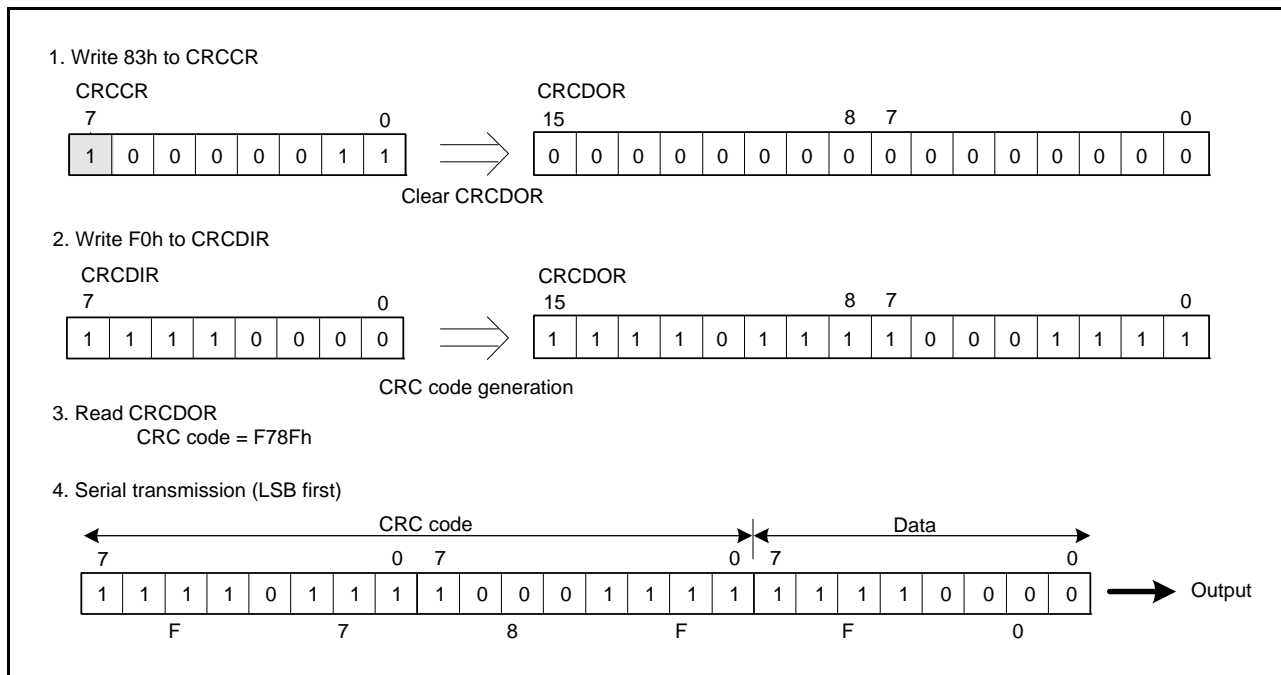 1. Write 83h to CRCCR
CRCCR CRCDOR
7 0 15 8 7 0
1 0 0 0 0 0 1 1 0 0 0 0 0 0 0 0 0 0 0 0 0 0 0 0
Clear CRCDOR
2. Write F0h to CRCDIR
CRCDIR CRCDOR
7 0 15 8 7 0
1 1 1 1 0 0 0 0 1 1 1 1 0 1 1 1 1 0 0 0 1 1 1 1
CRC code generation
3. Read CRCDOR
CRC code = F78Fh
4. Serial transmission (LSB first)
CRC code Data
7 0 7 0 7 0
1 1 1 1 0 1 1 1 1 0 0 0 1 1 1 1 1 1 1 1 0 0 0 0 Output
F 7 8 F F 0